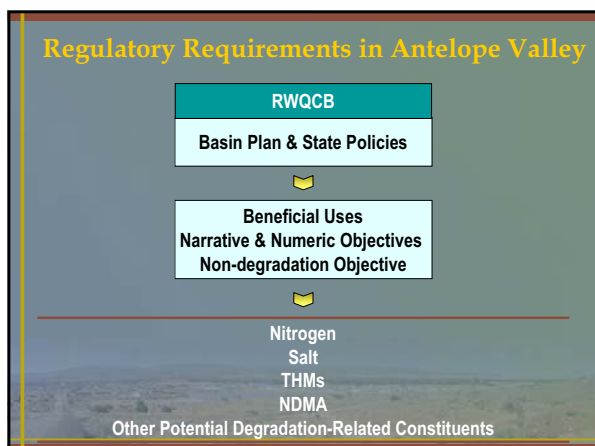 Regulatory Requirements in Antelope Valley
RWQCB
Basin Plan & State Policies
Beneficial Uses
Narrative & Numeric Objectives
Non-degradation Objective
Nitrogen
Salt
THMs
NDMA
Other Potential Degradation-Related Constituents